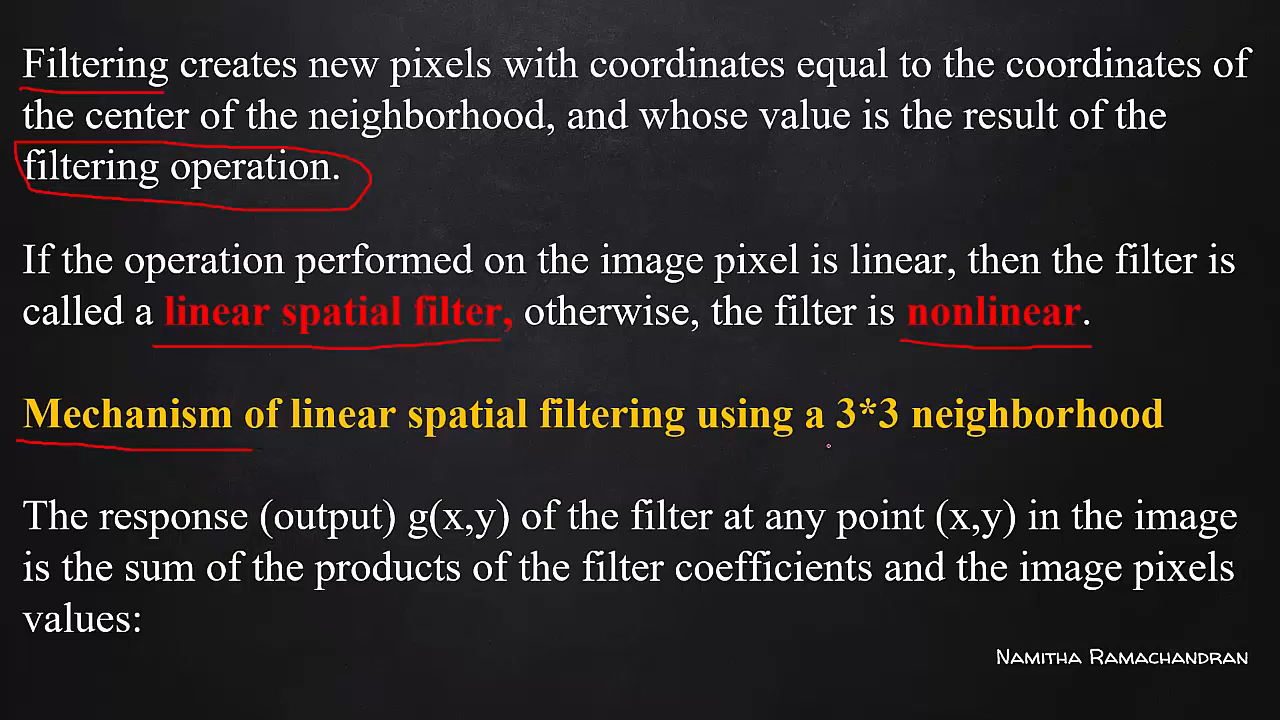 Filtering creates new pixels with coordinates equal to the coordinates of
the center of the neighborhood, and whose value is the result of the
filtering operation.
If the operation performed on the image pixel is linear, then the filter is
called a linear spatial filter, otherwise, the filter is nonlinear.
Mechanism of linear spatial filtering using a 3*3 neighborhood
The response (output) g(x,y) of the filter at any point (x,y) in the image
is the sum of the products of the filter coefficients and the image pixels
values:
Namitha Ramachandran